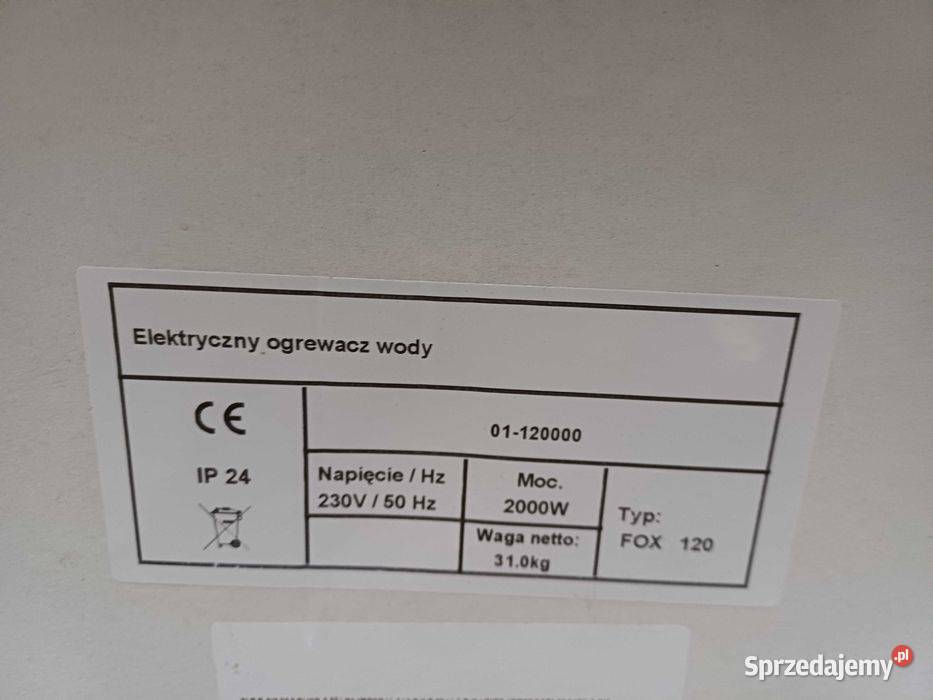 Elektryczny ogrewacz wody
CE
01-120000
IP 24
Napięcie / Hz
230V / 50 Hz
Moc.
2000W
Waga netto:
31.0kg
Typ:
FOX 120
Sprzedajemy.pl